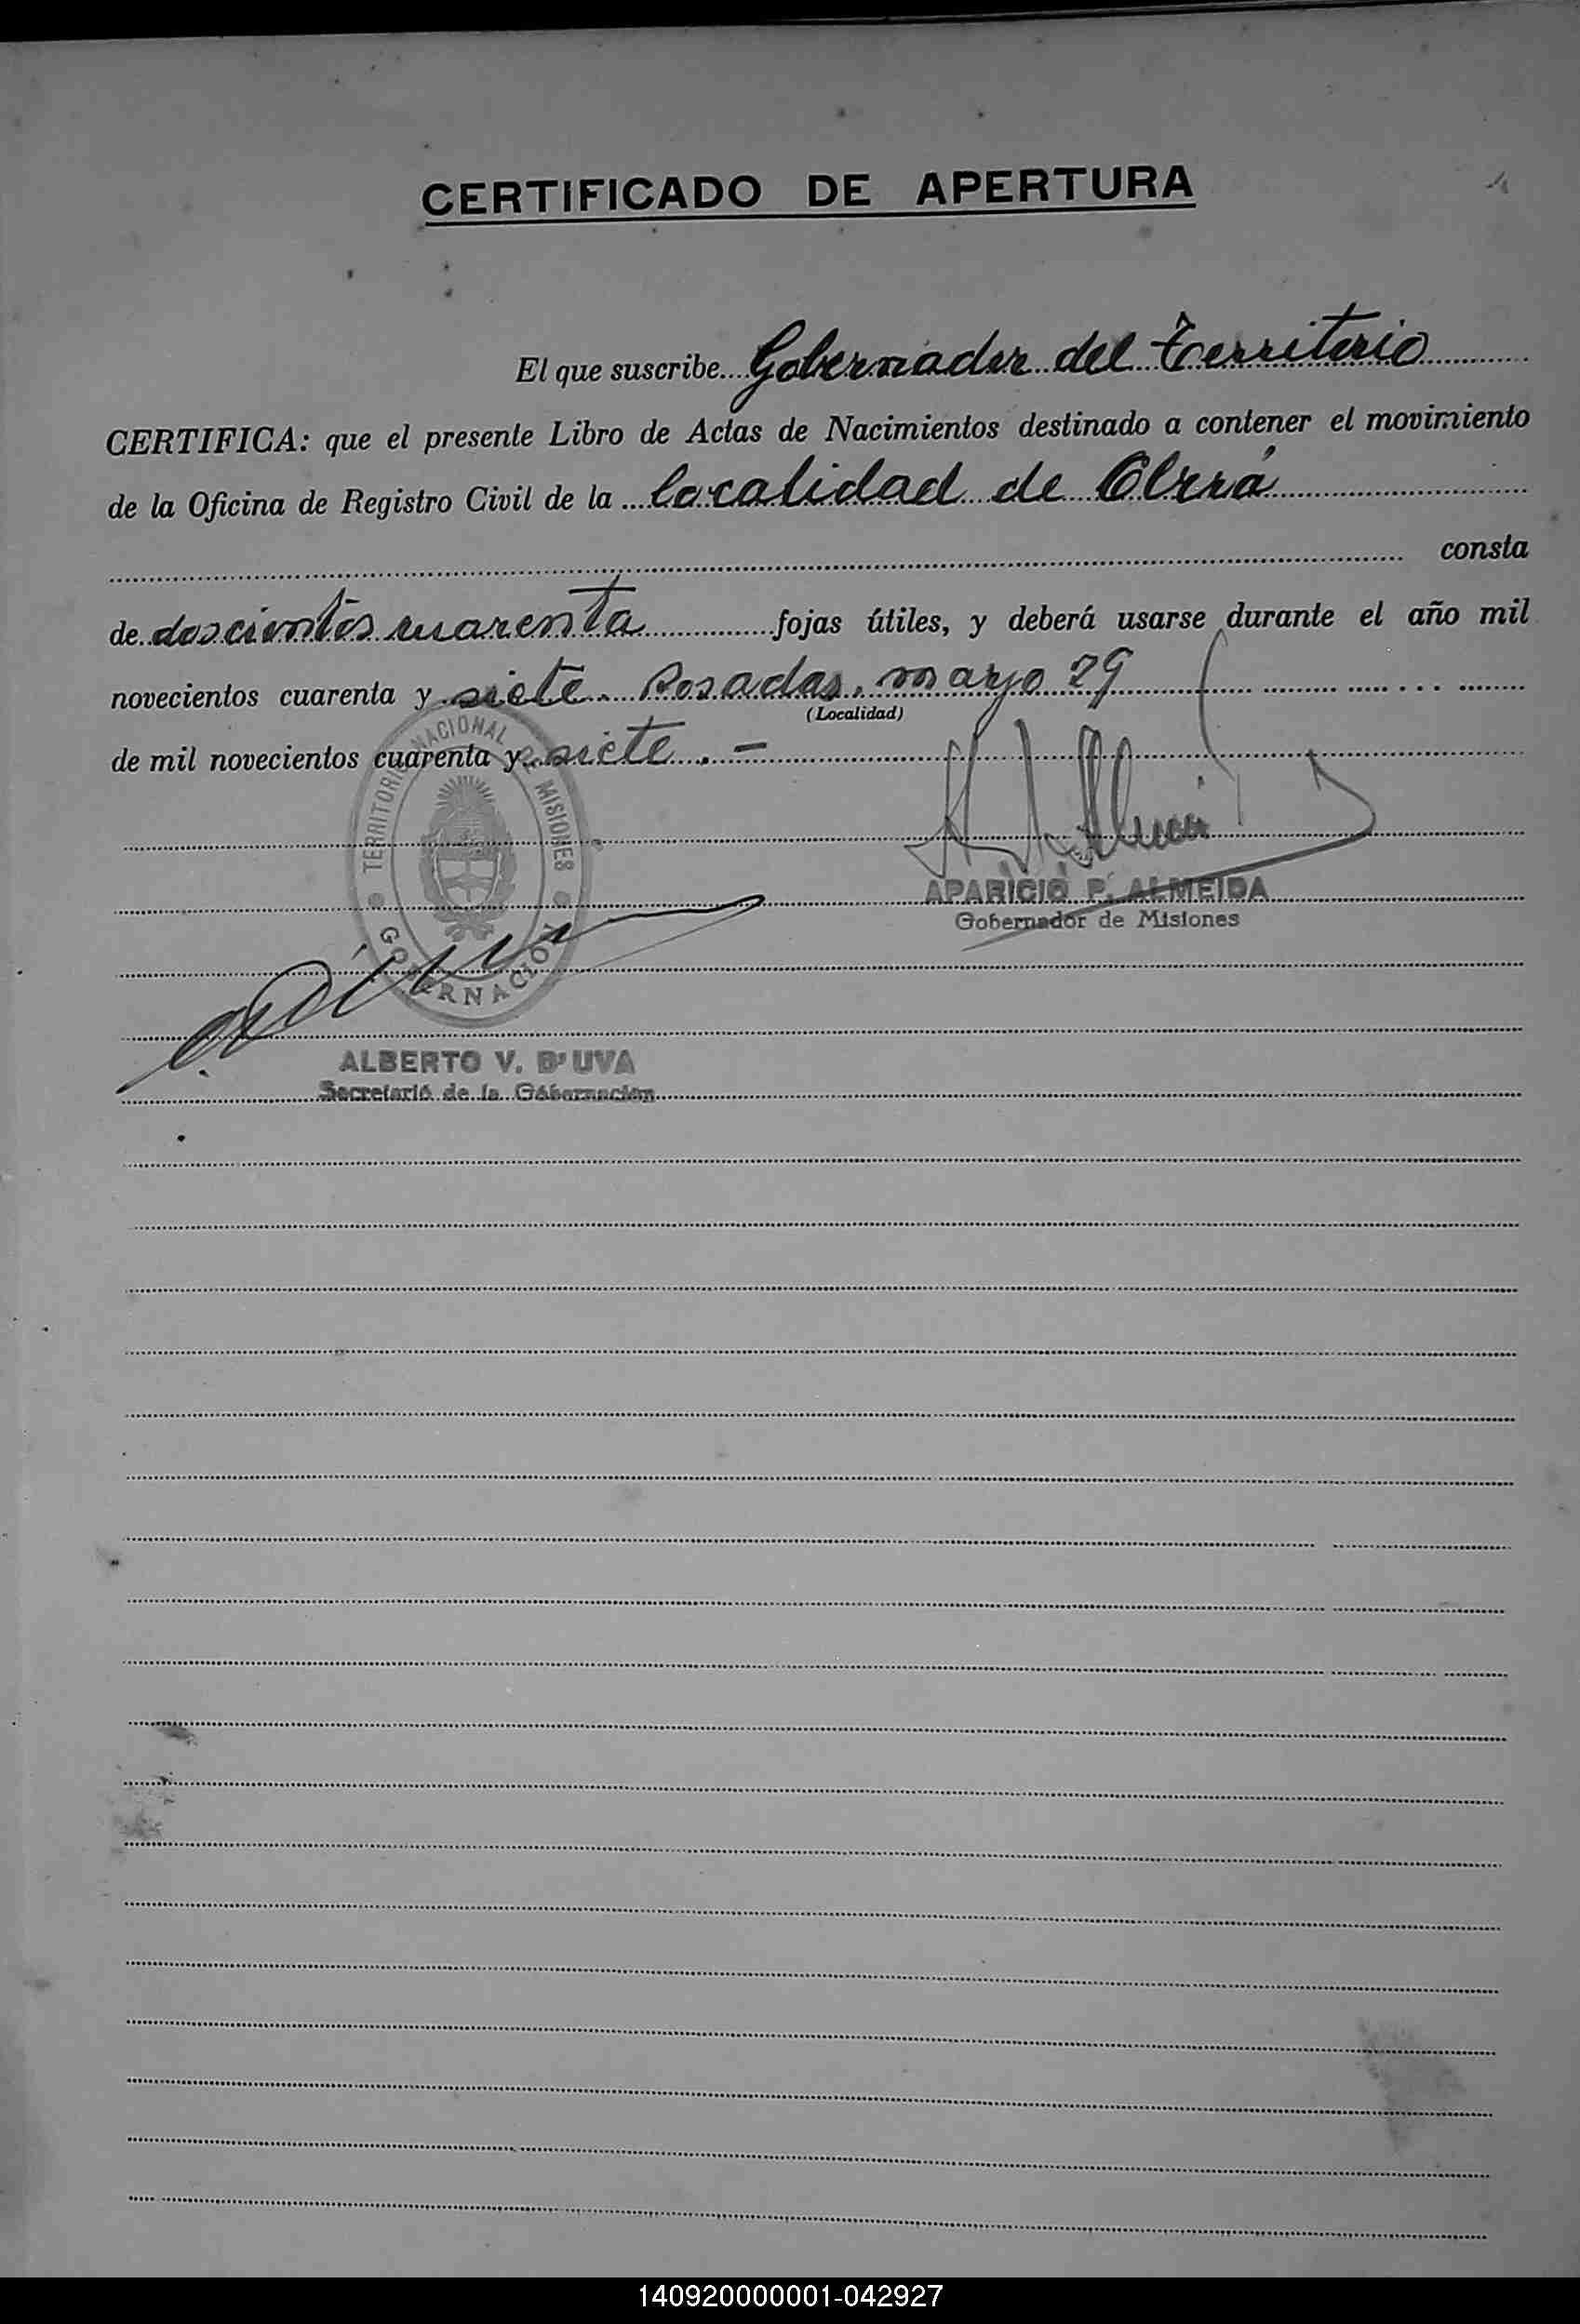 CERTIFICADO DE APERTURA
El que suscribe Gobernador del Territorio
CERTIFICA: que el presente Libro de Actas de Nacimientos destinado a contener el movimiento
de la Oficina de Registro Civil de la localidad de Oberá
consta
de doscientos cuarenta fojas útiles, y deberá usarse durante el año mil
novecientos cuarenta y siete. Posadas, mayo 29
(Localidad)
de mil novecientos cuarenta y siete.-
TERRITORIO NACIONAL DE MISIONES
GOBERNACION
APARICIO P. ALMEIDA
Gobernador de Misiones
ALBERTO V. D'UVA
Secretario de la Gobernación
140920000001-042927